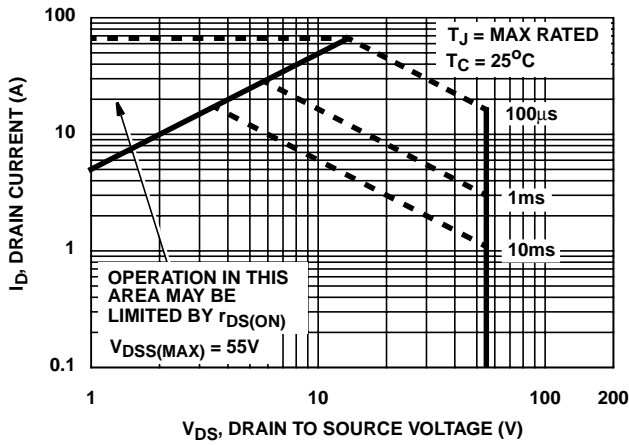 100
T_J = MAX RATED
T_C = 25°C
100µs
10
1ms
10ms
1
OPERATION IN THIS
AREA MAY BE
LIMITED BY r_DS(ON)
V_DSS(MAX) = 55V
0.1
1
10
100
200
I_D, DRAIN CURRENT (A)
V_DS, DRAIN TO SOURCE VOLTAGE (V)